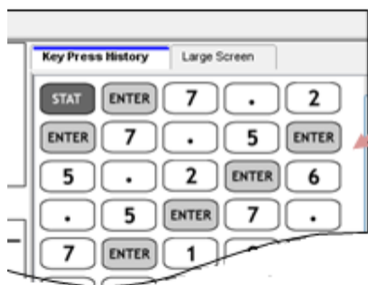 Key Press History Large Screen
STAT ENTER 7 . 2
ENTER 7 . 5 ENTER
5 . 2 ENTER 6
. 5 ENTER 7 .
7 ENTER 1